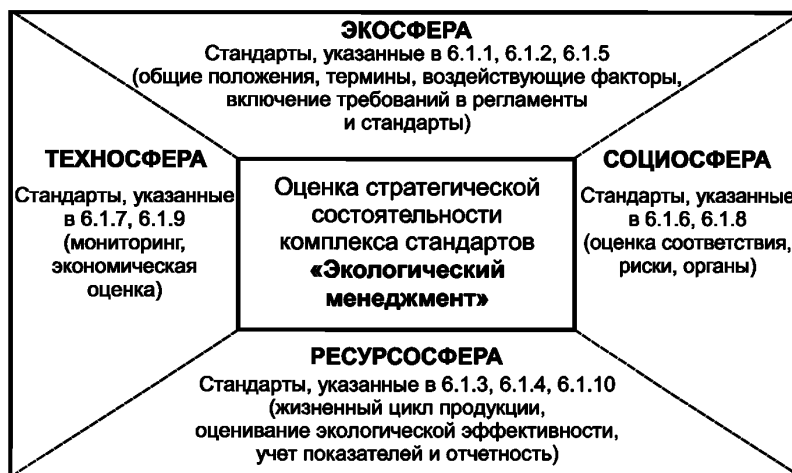 ЭКОСФЕРА
Стандарты, указанные в 6.1.1, 6.1.2, 6.1.5
(общие положения, термины, воздействующие факторы,
включение требований в регламенты
и стандарты)
ТЕХНОСФЕРА
Стандарты, указанные
в 6.1.7, 6.1.9
(мониторинг,
экономическая
оценка)
Оценка стратегической
состоятельности
комплекса стандартов
«Экологический
менеджмент»
СОЦИОСФЕРА
Стандарты, указанные
в 6.1.6, 6.1.8
(оценка соответствия,
риски, органы)
РЕСУРСОСФЕРА
Стандарты, указанные в 6.1.3, 6.1.4, 6.1.10
(жизненный цикл продукции,
оценивание экологической эффективности,
учет показателей и отчетность)